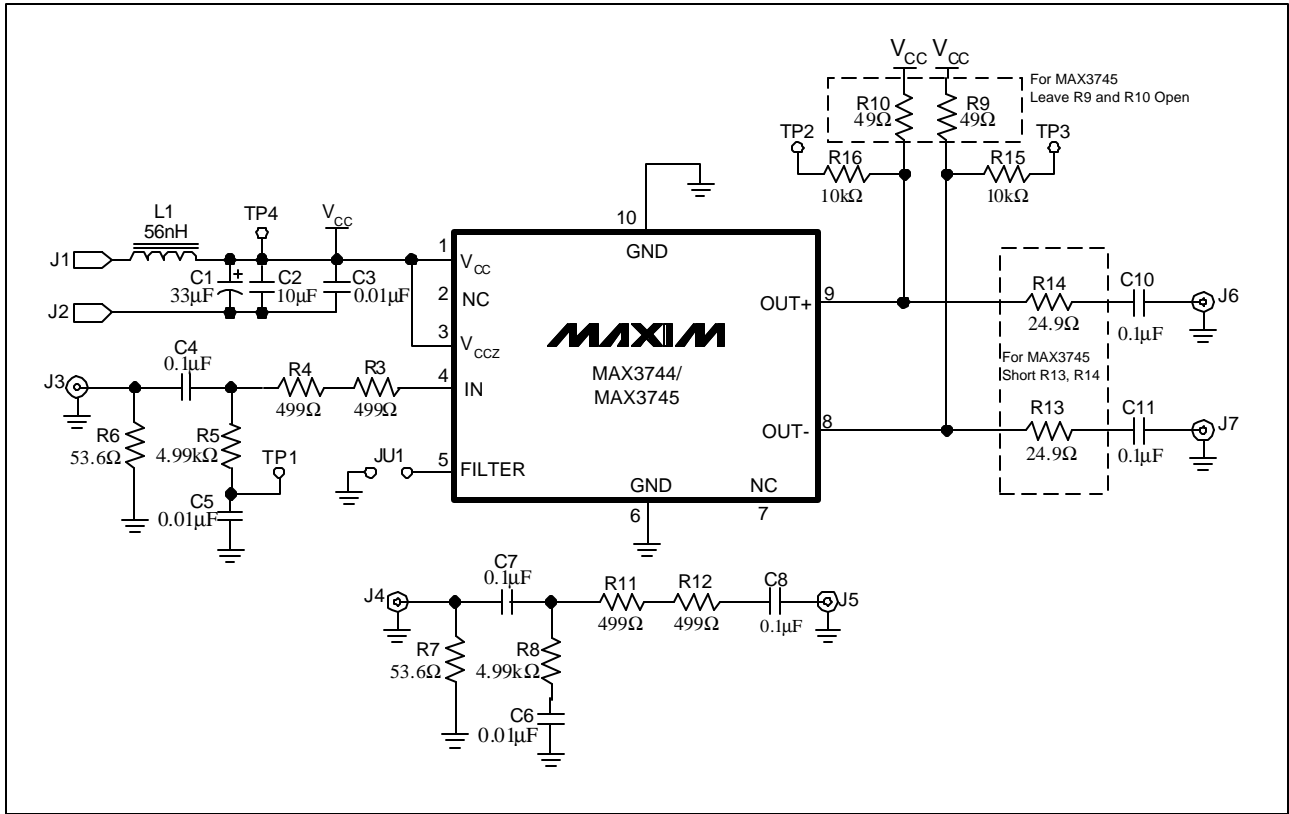 V_CC V_CC
For MAX3745
Leave R9 and R10 Open
R10
49Ω
R9
49Ω
TP2
TP3
R16
10kΩ
R15
10kΩ
L1
56nH
TP4
V_CC
J1
J2
C1
33µF
+
C2
10µF
C3
0.01µF
10
GND
1
V_CC
2
NC
3
V_CCZ
4
IN
5
FILTER
MAXIM
MAX3744/
MAX3745
OUT+
9
OUT-
8
GND
6
NC
7
R14
24.9Ω
C10
0.1µF
J6
For MAX3745
Short R13, R14
R13
24.9Ω
C11
0.1µF
J7
J3
C4
0.1µF
R4
499Ω
R3
499Ω
R6
53.6Ω
R5
4.99kΩ
TP1
C5
0.01µF
JU1
J4
C7
0.1µF
R11
499Ω
R12
499Ω
C8
0.1µF
J5
R7
53.6Ω
R8
4.99kΩ
C6
0.01µF